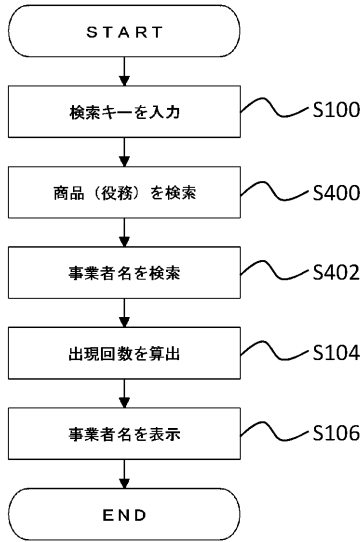 START
検索キーを入力
S100
商品（役務）を検索
S400
事業者名を検索
S402
出現回数を算出
S104
事業者名を表示
S106
END